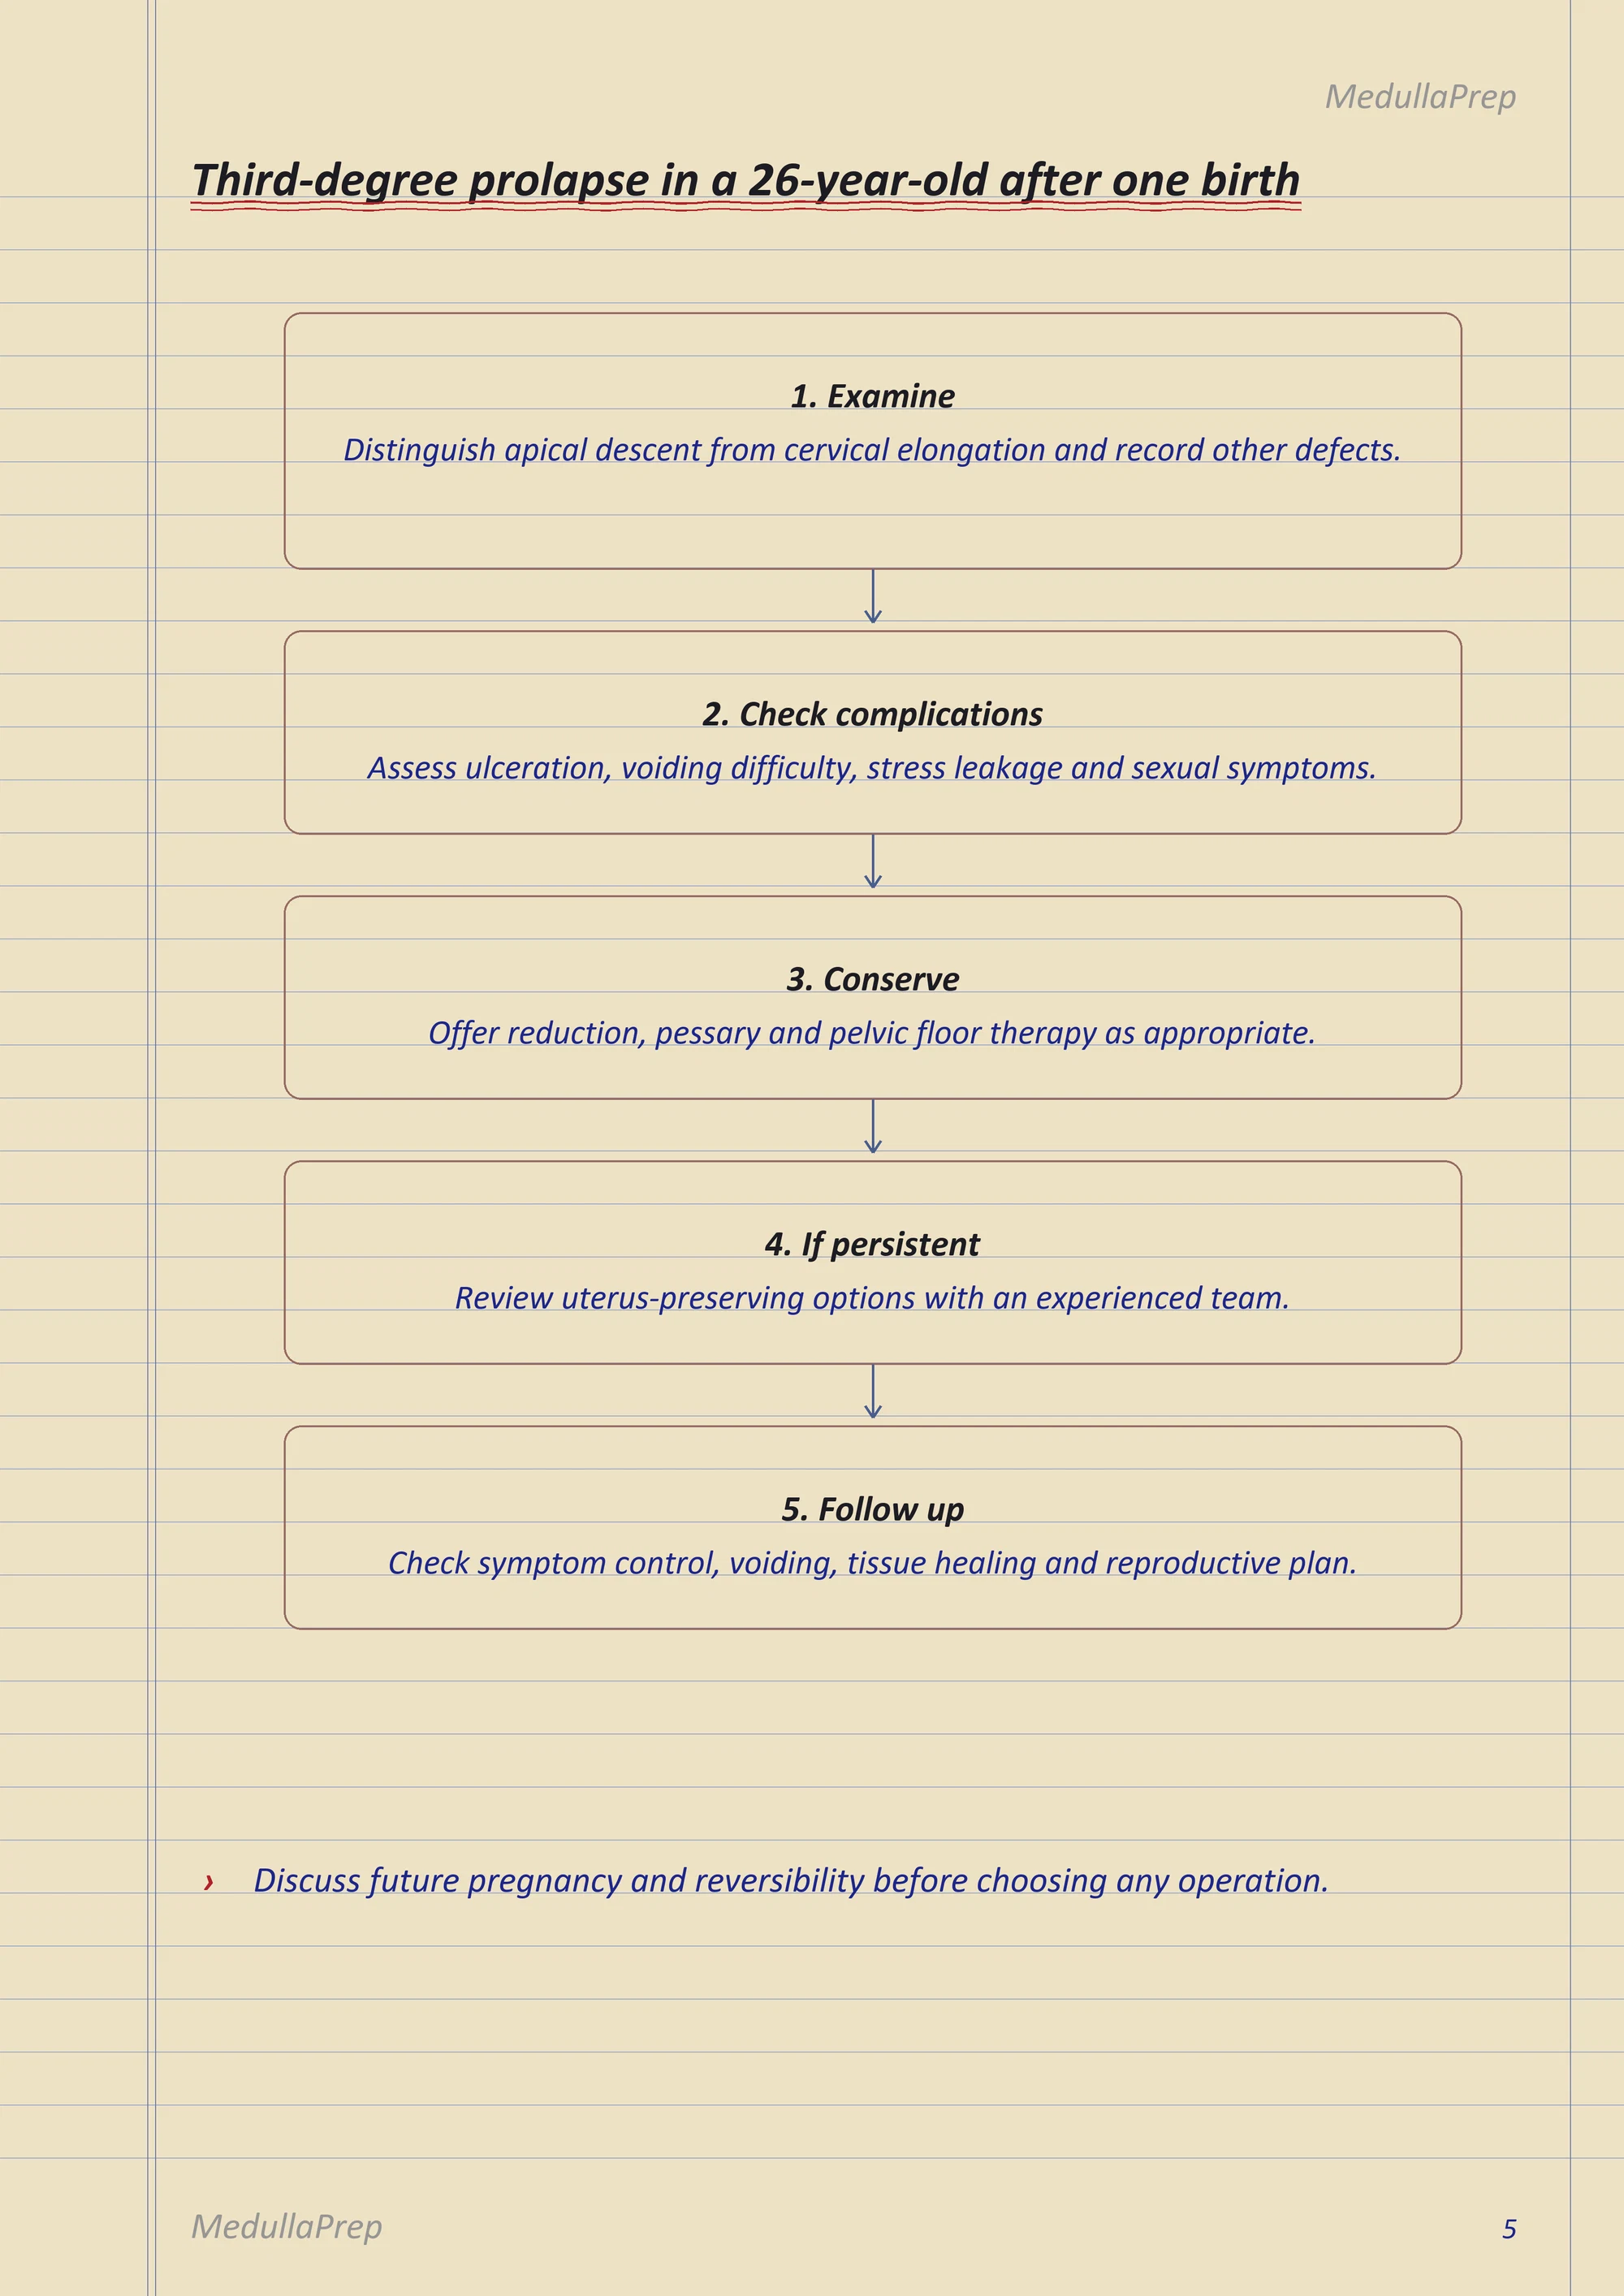 MedullaPrep
Third-degree prolapse in a 26-year-old after one birth
1. Examine
Distinguish apical descent from cervical elongation and record other defects.
2. Check complications
Assess ulceration, voiding difficulty, stress leakage and sexual symptoms.
3. Conserve
Offer reduction, pessary and pelvic floor therapy as appropriate.
4. If persistent
Review uterus-preserving options with an experienced team.
5. Follow up
Check symptom control, voiding, tissue healing and reproductive plan.
› Discuss future pregnancy and reversibility before choosing any operation.
MedullaPrep
5